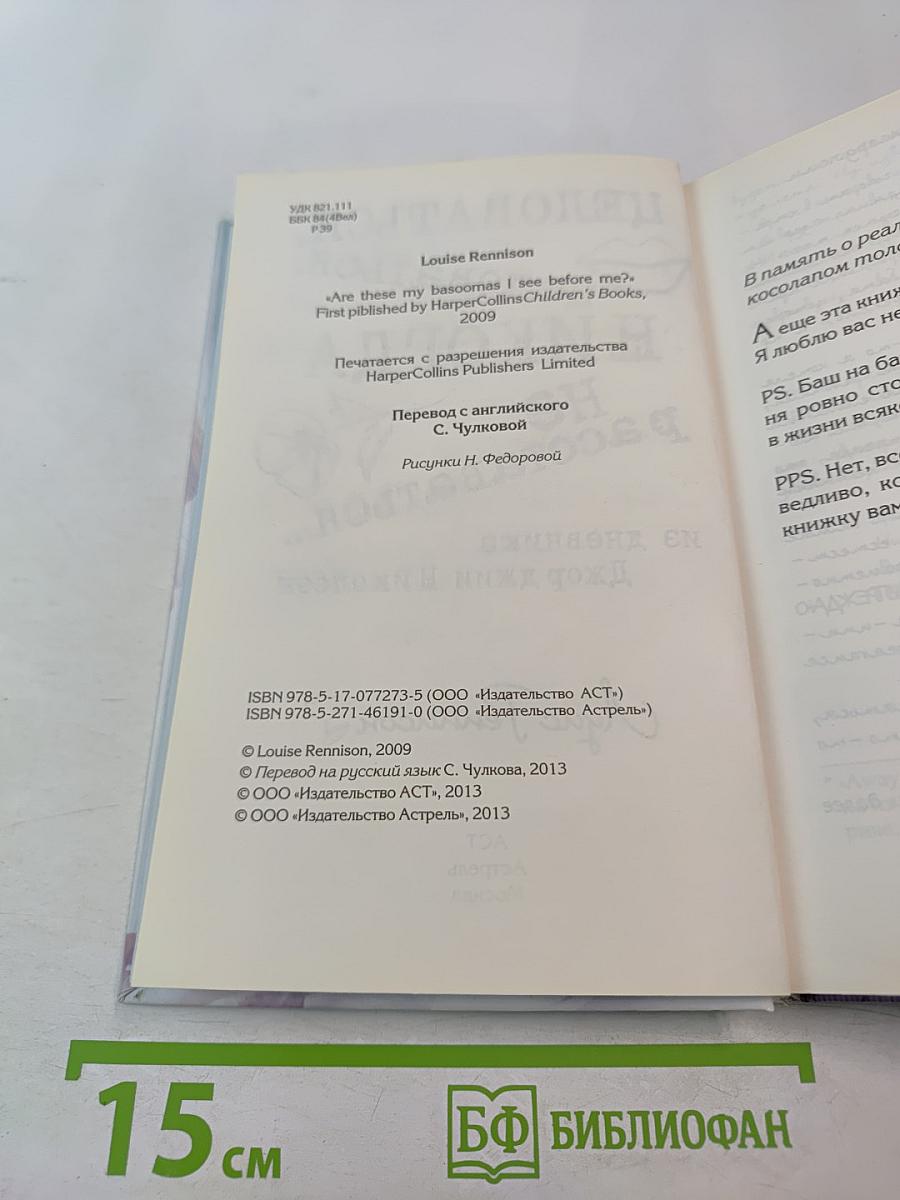 УДК 821.111
ББК 84(4Вел)
Р39
Louise Rennison
«Are these my basoomas I see before me?»
First piblished by HarperCollins Children's Books,
2009
Печатается с разрешения издательства
HarperCollins Publishers Limited
Перевод с английского
С. Чулковой
Рисунки Н. Федоровой
ISBN 978-5-17-077273-5 (ООО «Издательство АСТ»)
ISBN 978-5-271-46191-0 (ООО «Издательство Астрель»)
© Louise Rennison, 2009
© Перевод на русский язык С. Чулкова, 2013
© ООО «Издательство АСТ», 2013
© ООО «Издательство Астрель», 2013
В память о реал
косолапом толс
А еще эта книж
Я люблю вас не
PS. Баш на ба
ня ровно сто
в жизни всяк
PPS. Нет, вс
ведливо, ко
книжку вам
15 см
БФ БИБЛИОФАН